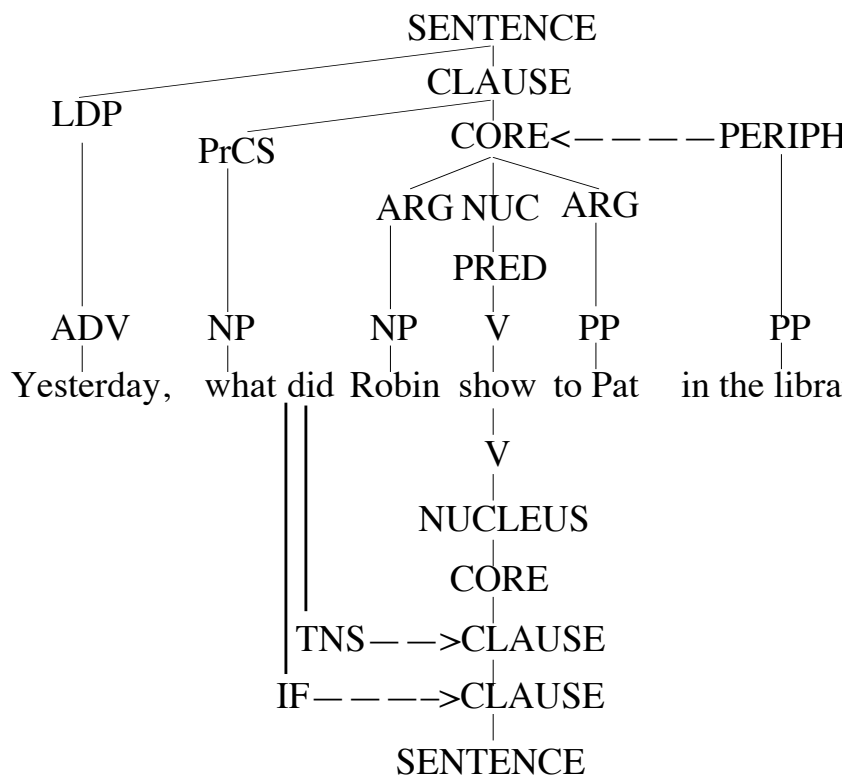 SENTENCE
CLAUSE
LDP
CORE<— — — —PERIPH
PrCS
ARG NUC ARG
PRED
ADV NP NP V PP PP
Yesterday, what did Robin show to Pat in the libra
V
NUCLEUS
CORE
TNS— —>CLAUSE
IF— — — —>CLAUSE
SENTENCE